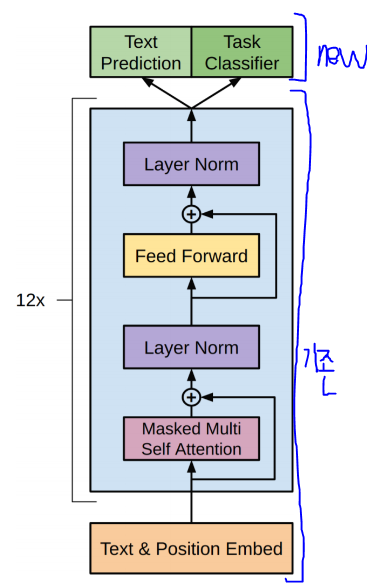 Text
Prediction
Task
Classifier
new
Layer Norm
Feed Forward
12x
Layer Norm
기존
Masked Multi
Self Attention
Text & Position Embed